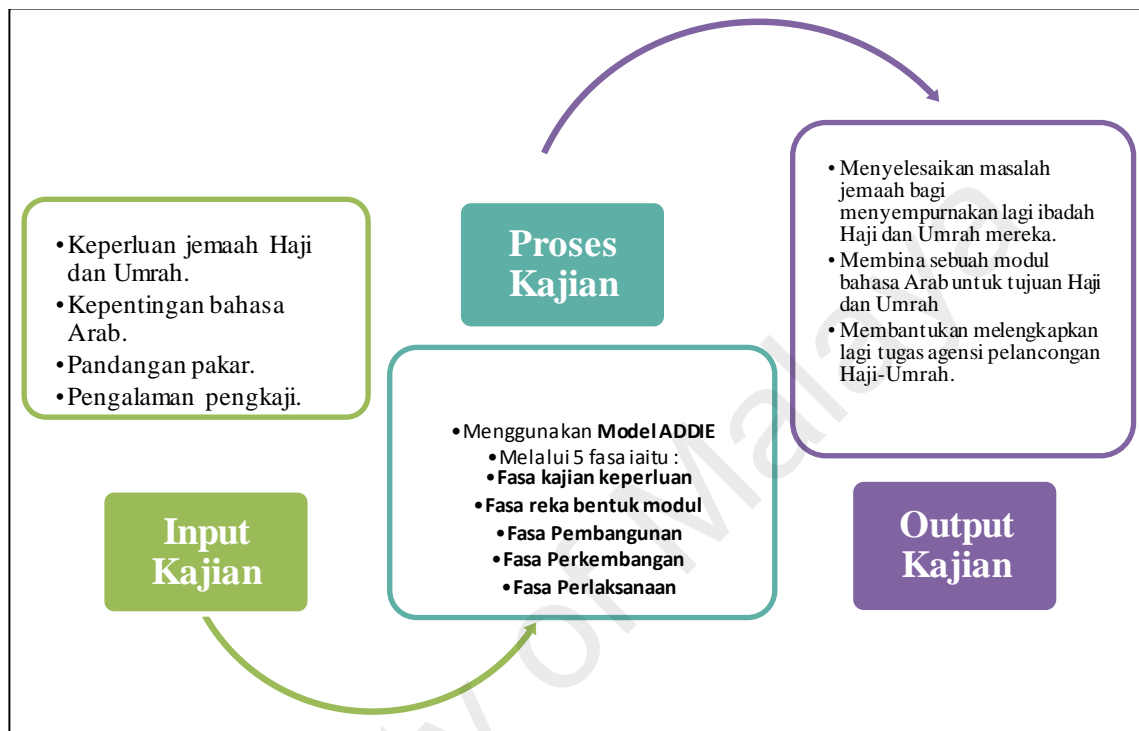 •Keperluan jemaah Haji
dan Umrah.
•Kepentingan bahasa
Arab.
•Pandangan pakar.
•Pengalaman pengkaji.
Input
Kajian
Proses
Kajian
•Menggunakan Model ADDIE
•Melalui 5 fasa iaitu :
•Fasa kajian keperluan
•Fasa reka bentuk modul
•Fasa Pembangunan
•Fasa Perkembangan
•Fasa Perlaksanaan
•Menyelesaikan masalah
jemaah bagi
menyempurnakan lagi ibadah
Haji dan Umrah mereka.
•Membina sebuah modul
bahasa Arab untuk tujuan Haji
dan Umrah
•Membantukan melengkapkan
lagi tugas agensi pelancongan
Haji-Umrah.
Output
Kajian
y of Malaya